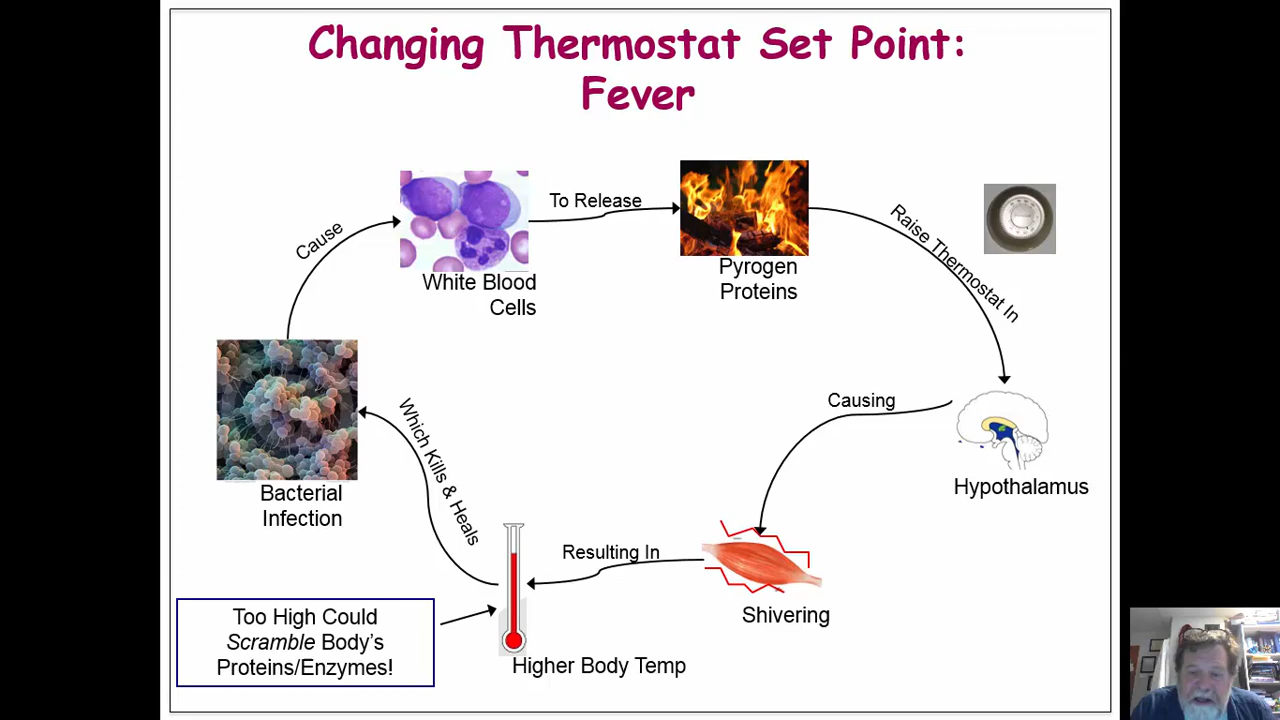 Changing Thermostat Set Point:
Fever
Cause
White Blood
Cells
To Release
Pyrogen
Proteins
Raise Thermostat In
Hypothalamus
Causing
Shivering
Resulting In
Higher Body Temp
Which Kills & Heals
Bacterial
Infection
Too High Could
Scramble Body's
Proteins/Enzymes!